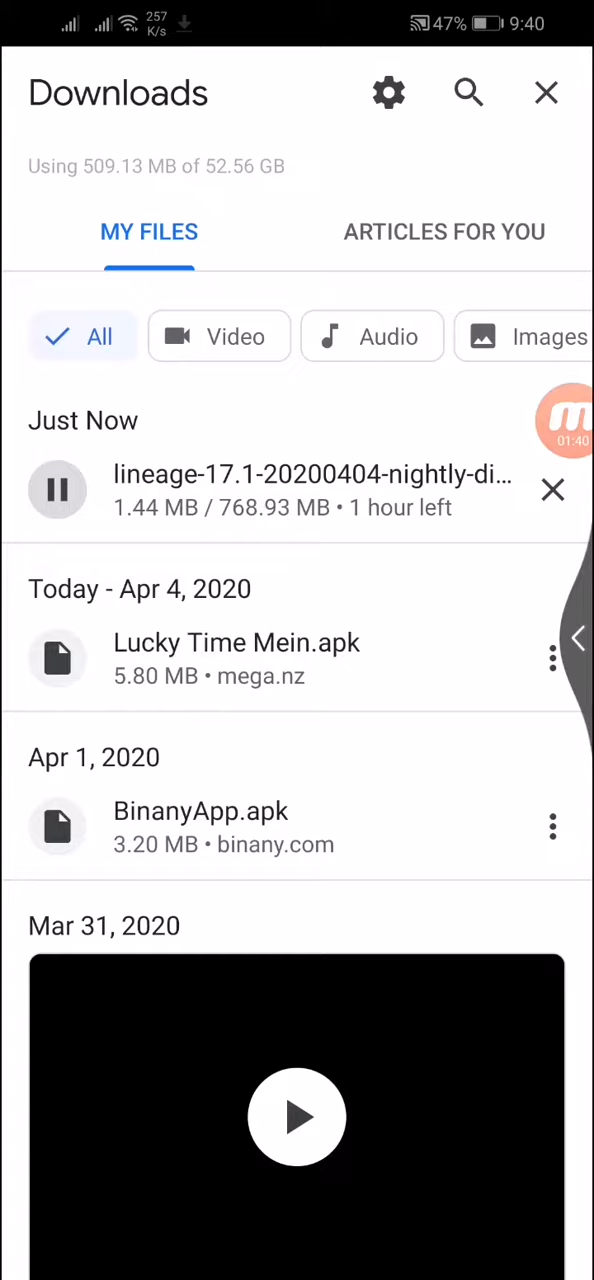 257
K/s
47%
9:40
Downloads
Using 509.13 MB of 52.56 GB
MY FILES
ARTICLES FOR YOU
All
Video
Audio
Images
Just Now
01:40
lineage-17.1-20200404-nightly-di...
1.44 MB / 768.93 MB • 1 hour left
Today - Apr 4, 2020
Lucky Time Mein.apk
5.80 MB • mega.nz
Apr 1, 2020
BinanyApp.apk
3.20 MB • binany.com
Mar 31, 2020